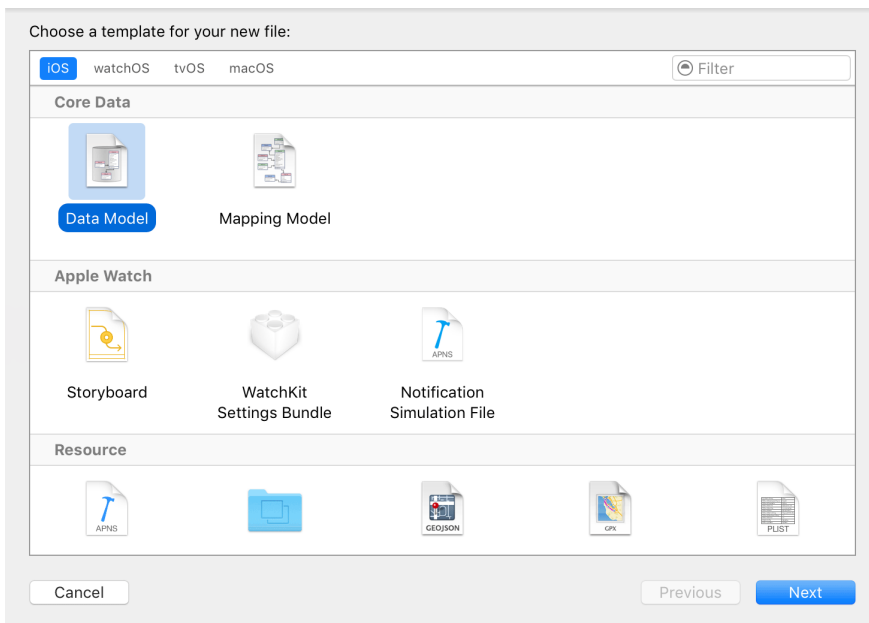 Choose a template for your new file:
iOS watchOS tvOS macOS Filter
Core Data
Data Model Mapping Model
Apple Watch
APNS
Storyboard WatchKit Notification
Settings Bundle Simulation File
Resource
APNS GEOJSON GPX PLIST
Cancel Previous Next